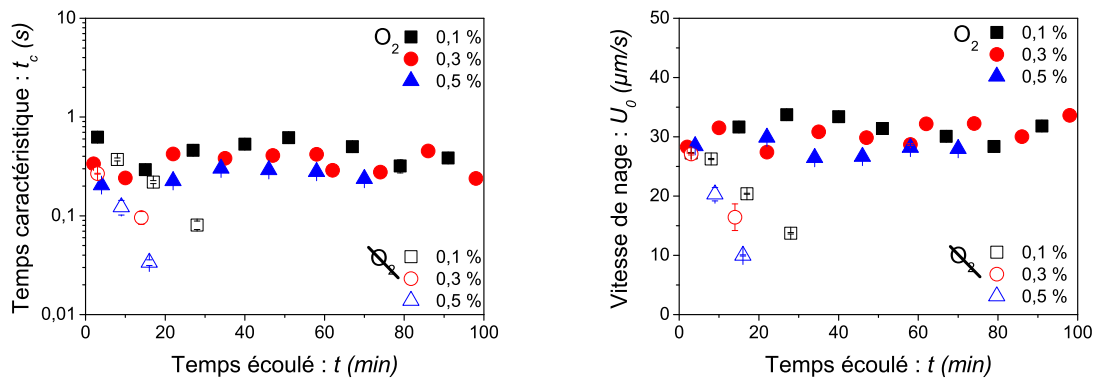 Temps caractéristique : t_c (s)
10
1
0,1
0,01
O2
0,1 %
0,3 %
0,5 %
O2
0,1 %
0,3 %
0,5 %
0 20 40 60 80 100
Temps écoulé : t (min)
Vitesse de nage : U_0 (µm/s)
50
40
30
20
10
0
O2
0,1 %
0,3 %
0,5 %
O2
0,1 %
0,3 %
0,5 %
0 20 40 60 80 100
Temps écoulé : t (min)